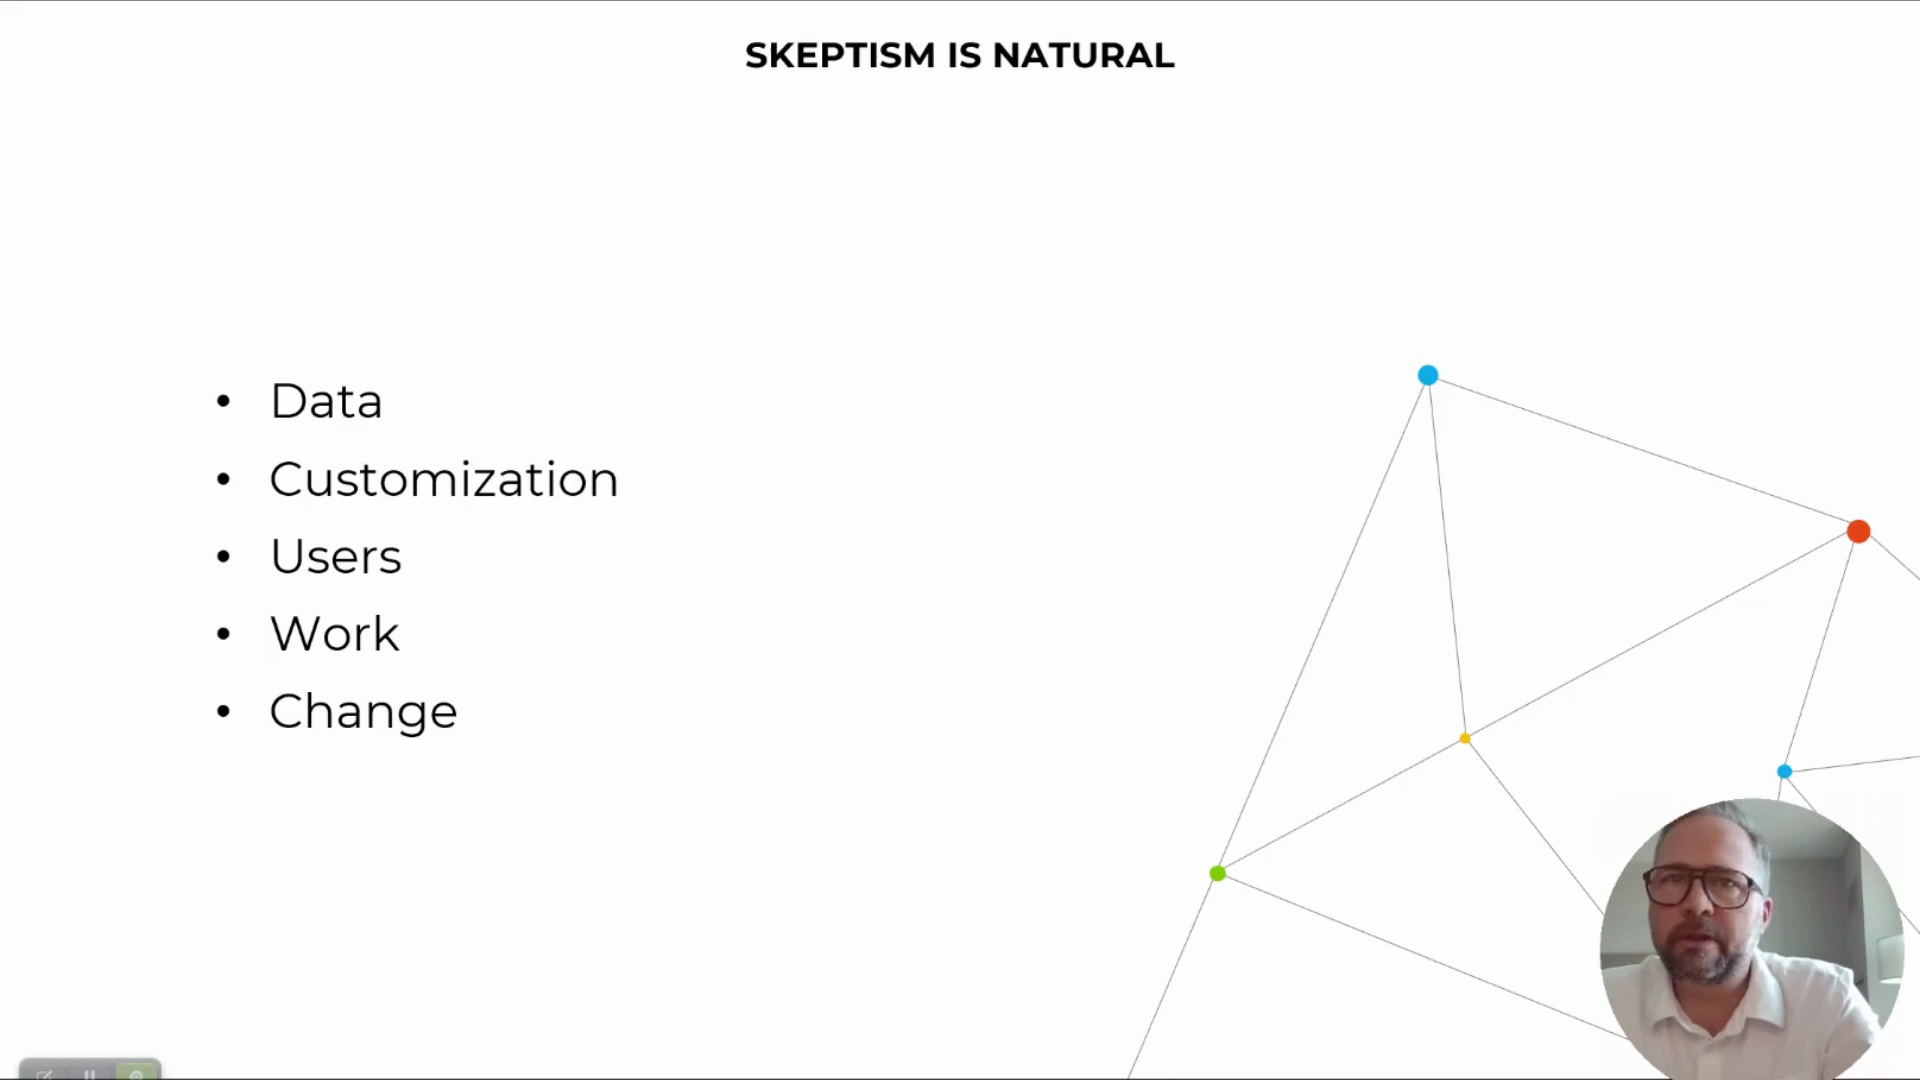 SKEPTISM IS NATURAL
• Data
• Customization
• Users
• Work
• Change